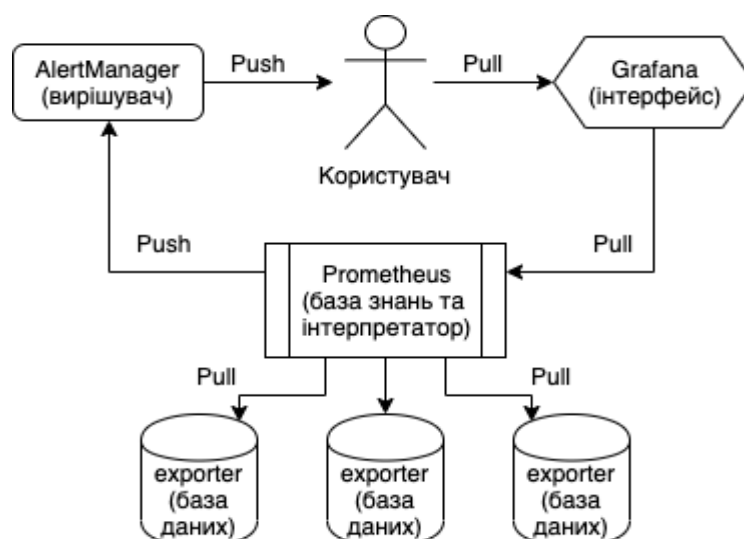 AlertManager
(вирішувач)
Push
Pull
Grafana
(інтерфейс)
Користувач
Push
Pull
Prometheus
(база знань та
інтерпретатор)
Pull
Pull
exporter
(база
даних)
exporter
(база
даних)
exporter
(база
даних)